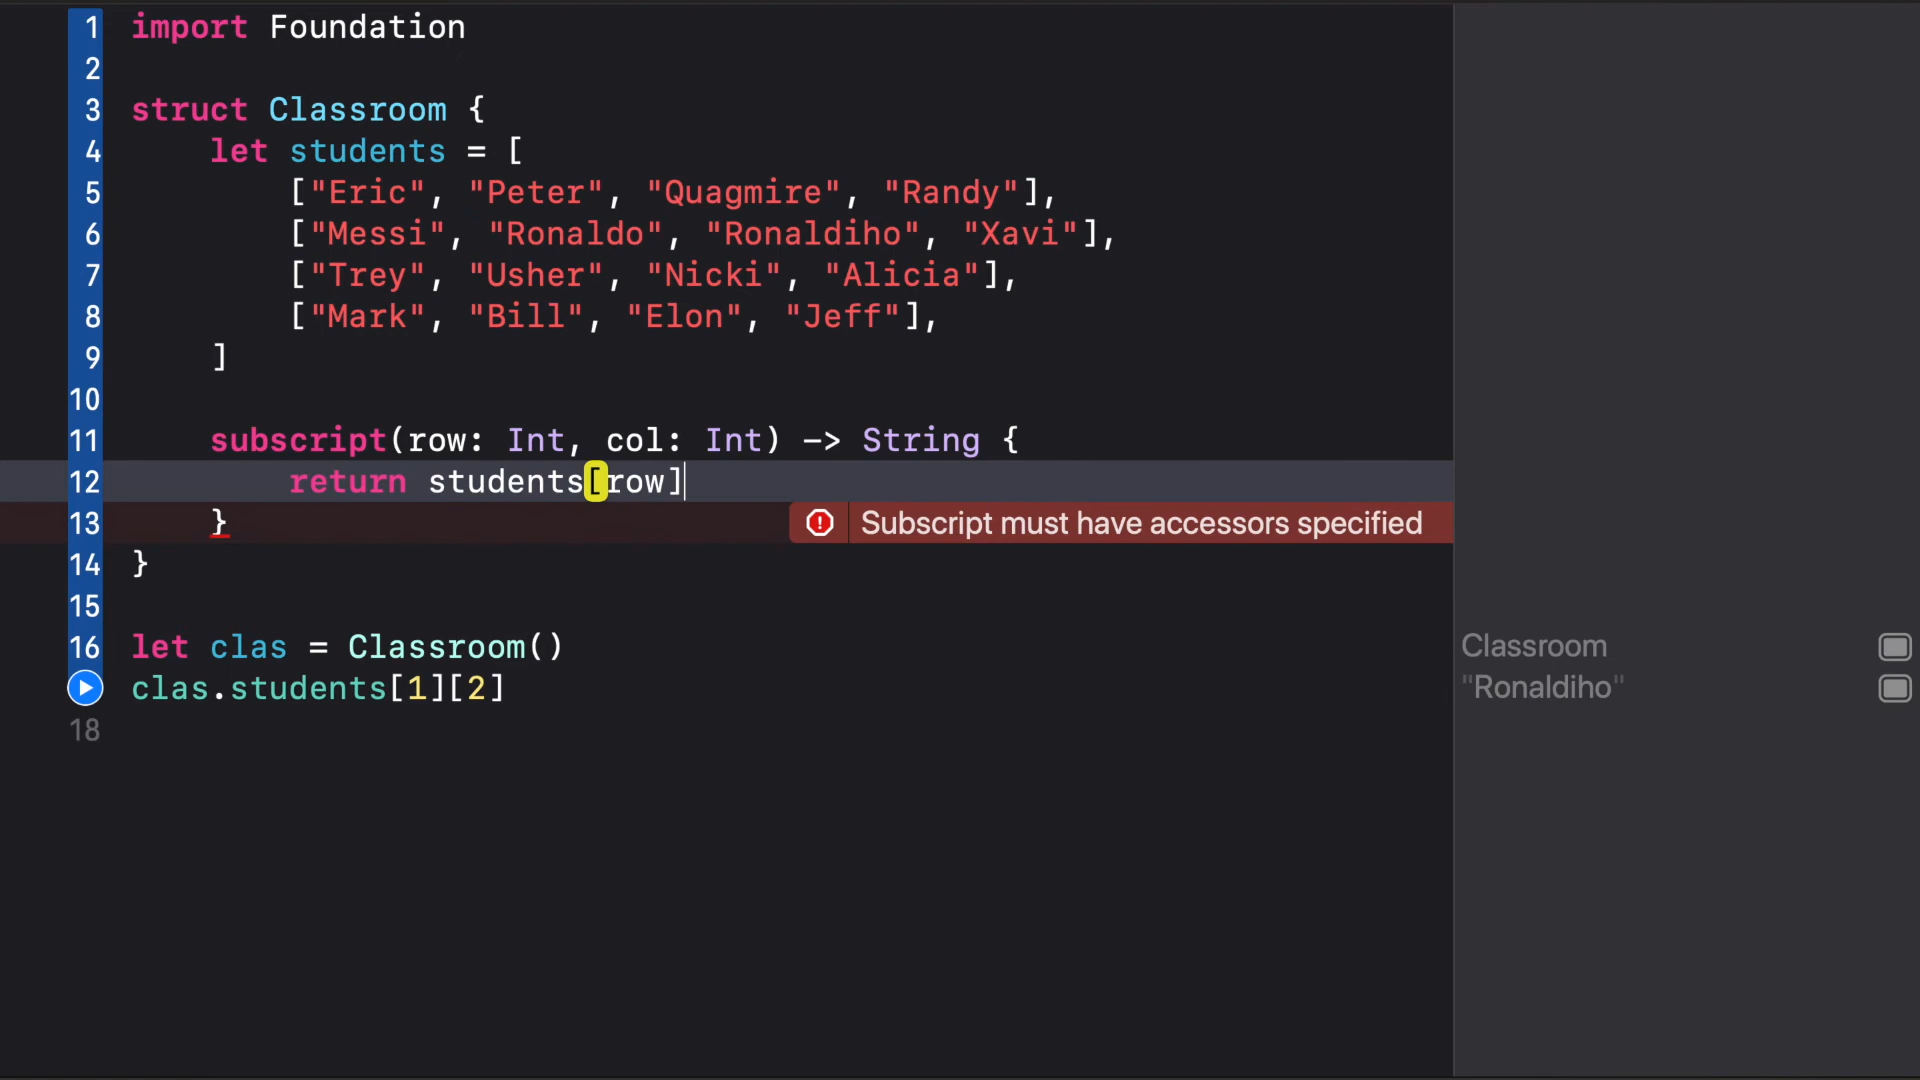 1 import Foundation
2
3 struct Classroom {
4 let students = [
5 ["Eric", "Peter", "Quagmire", "Randy"],
6 ["Messi", "Ronaldo", "Ronaldiho", "Xavi"],
7 ["Trey", "Usher", "Nicki", "Alicia"],
8 ["Mark", "Bill", "Elon", "Jeff"],
9 ]
10
11 subscript(row: Int, col: Int) -> String {
12 return students[row]
13 } Subscript must have accessors specified
14 }
15
16 let clas = Classroom() Classroom
clas.students[1][2] "Ronaldiho"
18